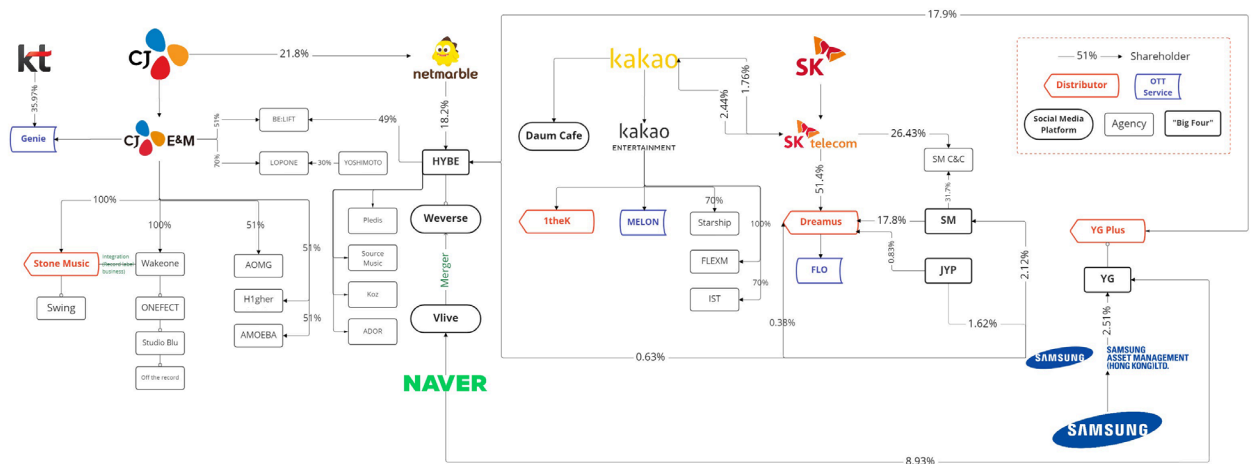 17.9%
kt
CJ
21.8%
netmarble
kakao
SK
51%
Shareholder
Distributor
OTT
Service
Social Media
Platform
Agency
"Big Four"
35.97%
Genie
CJ E&M
51%
BE:LIFT
49%
18.2%
70%
LOPONE
30%
YOSHIMOTO
HYBE
Daum Cafe
kakao
ENTERTAINMENT
2.44%
1.76%
SK telecom
26.43%
SM C&C
31.7%
51.4%
100%
100%
51%
51%
51%
Stone Music
Integration
(Record label
business)
Wakeone
AOMG
Swing
ONEFECT
H1gher
Studio Blu
AMOEBA
Off the record
Pledis
Source
Music
Koz
ADOR
Weverse
Merger
Vlive
NAVER
1theK
MELON
70%
Starship
100%
FLEXM
70%
IST
Dreamus
17.8%
SM
FLO
0.83%
JYP
2.12%
0.38%
1.62%
0.63%
YG Plus
YG
2.51%
SAMSUNG
SAMSUNG
ASSET MANAGEMENT
(HONG KONG)LTD.
SAMSUNG
8.93%